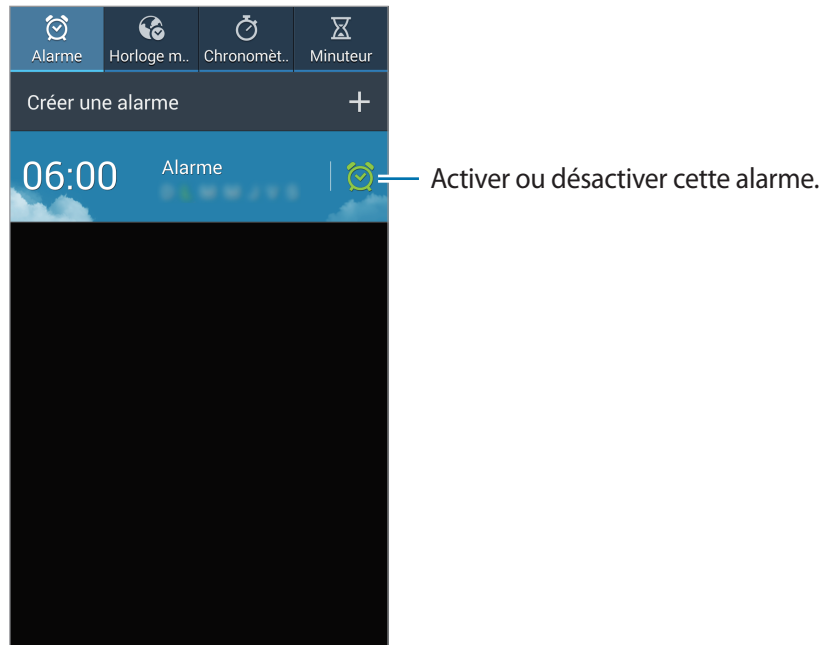 Alarme Horloge m.. Chronomèt.. Minuteur
Créer une alarme
06:00 Alarme
Activer ou désactiver cette alarme.